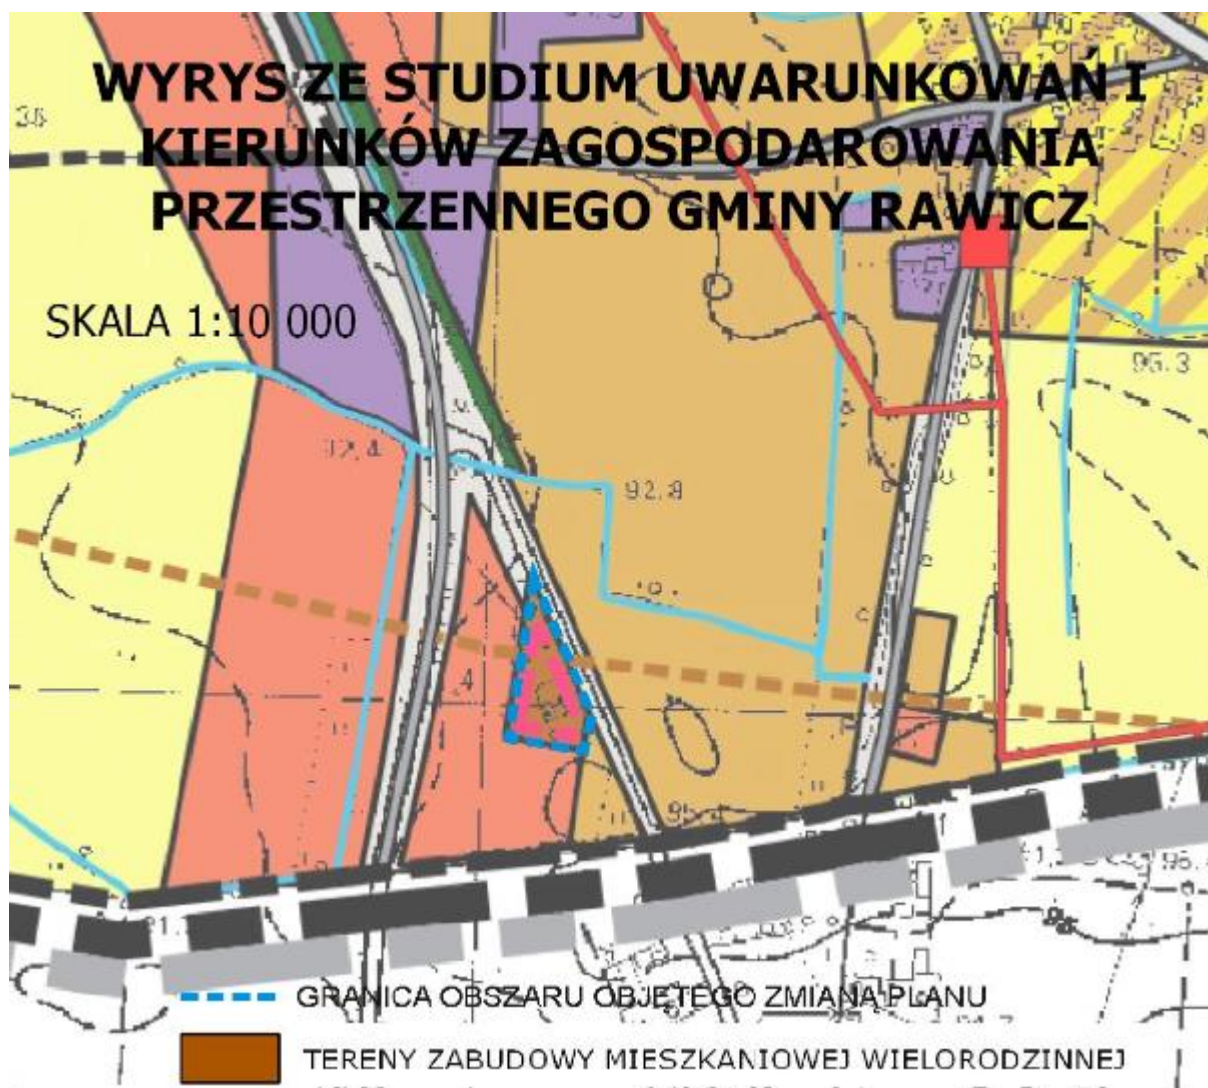 WYRYS ZE STUDIUM UWARUNKOWAŃ I
KIERUNKÓW ZAGOSPODAROWANIA
PRZESTRZENNEGO GMINY RAWICZ
SKALA 1:10 000
95.3
92.4
92.8
GRANICA OBSZARU OBJĘTEGO ZMIANĄ PLANU
TERENY ZABUDOWY MIESZKANIOWEJ WIELORODZINNEJ